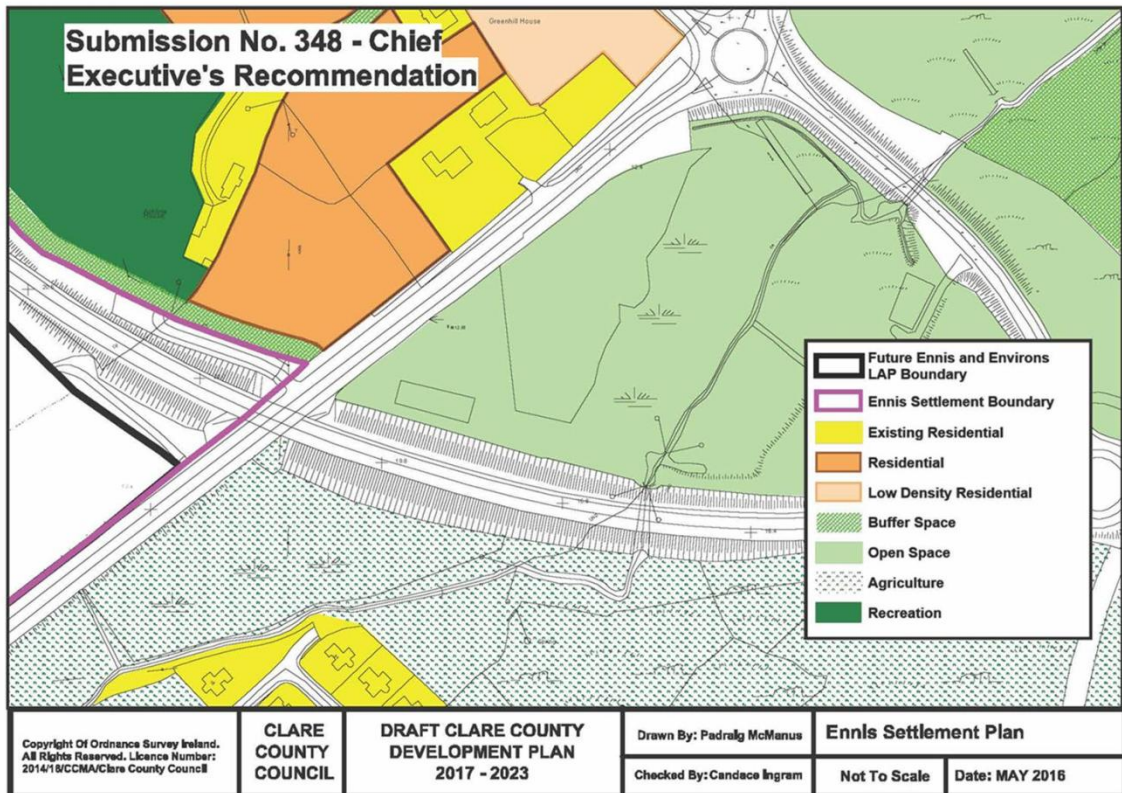 Submission No. 348 - Chief
Executive's Recommendation
Greenhill House
Future Ennis and Environs
LAP Boundary
Ennis Settlement Boundary
Existing Residential
Residential
Low Density Residential
Buffer Space
Open Space
Agriculture
Recreation
Copyright Of Ordnance Survey Ireland.
All Rights Reserved. Licence Number:
2014/18/CCMA/Clare County Council
CLARE
COUNTY
COUNCIL
DRAFT CLARE COUNTY
DEVELOPMENT PLAN
2017 - 2023
Drawn By: Padraig McManus
Checked By: Candace Ingram
Ennis Settlement Plan
Not To Scale
Date: MAY 2016